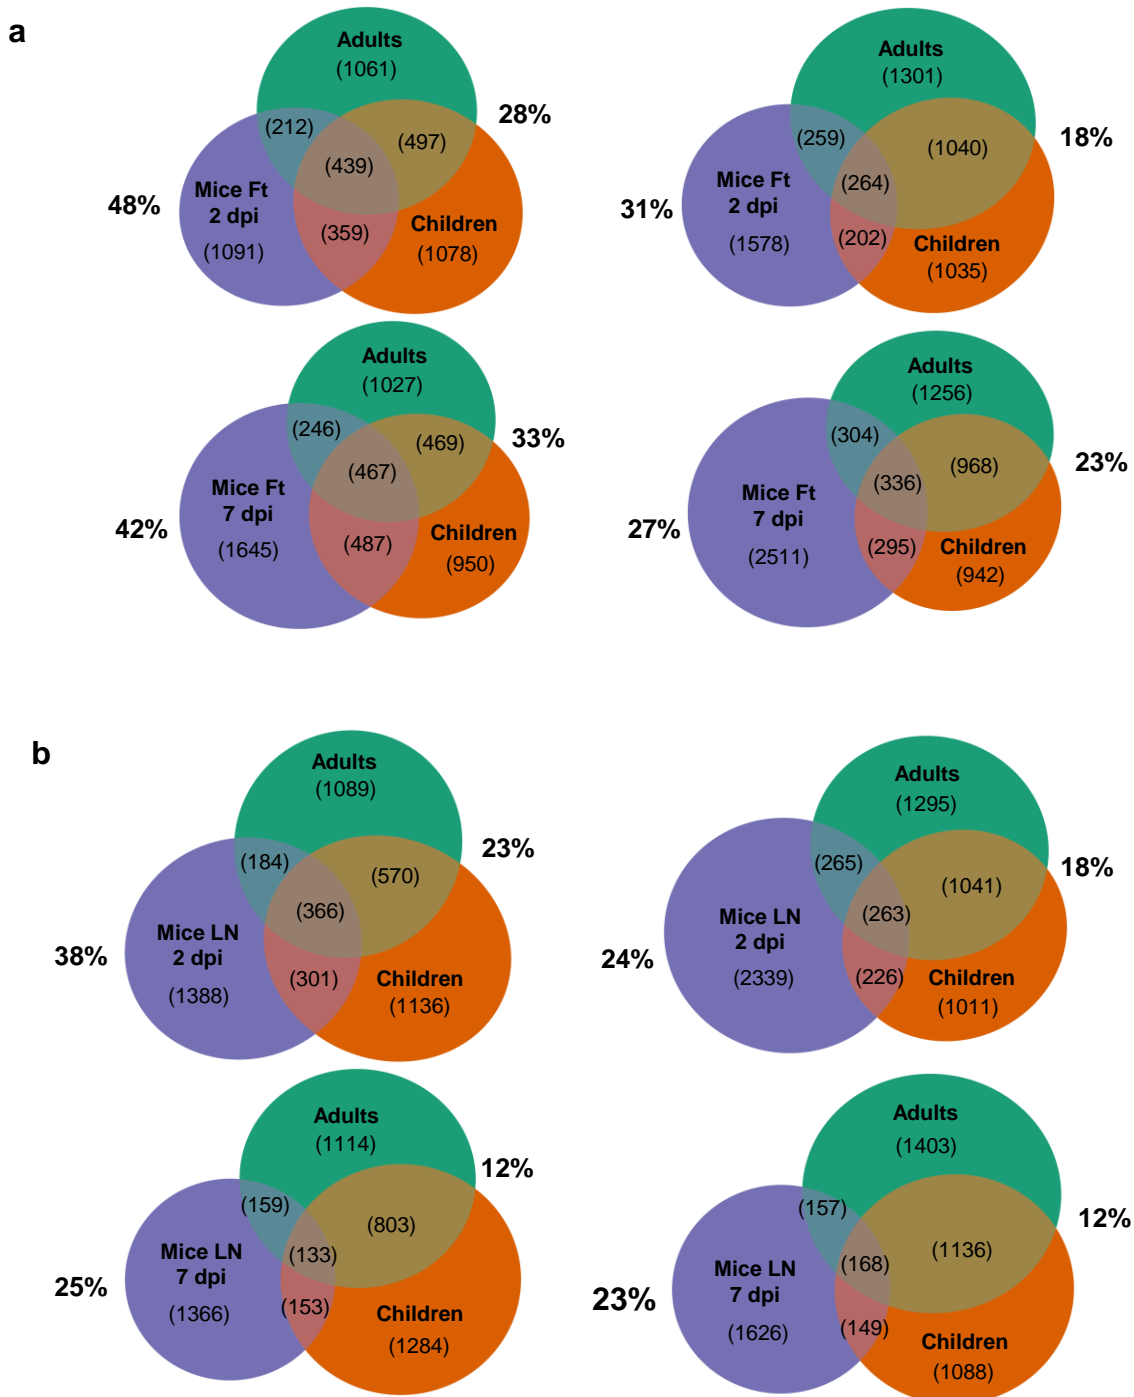 a
Adults
(1061)
28%
(212)
(497)
(439)
Mice Ft
2 dpi
48%
(1091)
(359)
Children
(1078)
Adults
(1301)
18%
(259)
(1040)
(264)
Mice Ft
2 dpi
31%
(1578)
(202)
Children
(1035)
Adults
(1027)
33%
(246)
(469)
(467)
Mice Ft
7 dpi
42%
(1645)
(487)
Children
(950)
Adults
(1256)
23%
(304)
(968)
(336)
Mice Ft
7 dpi
27%
(2511)
(295)
Children
(942)
b
Adults
(1089)
23%
(184)
(570)
(366)
Mice LN
2 dpi
38%
(1388)
(301)
Children
(1136)
Adults
(1295)
18%
(265)
(1041)
(263)
Mice LN
2 dpi
24%
(2339)
(226)
Children
(1011)
Adults
(1114)
12%
(159)
(803)
(133)
Mice LN
7 dpi
25%
(1366)
(153)
Children
(1284)
Adults
(1403)
12%
(157)
(1136)
(168)
Mice LN
7 dpi
23%
(1626)
(149)
Children
(1088)